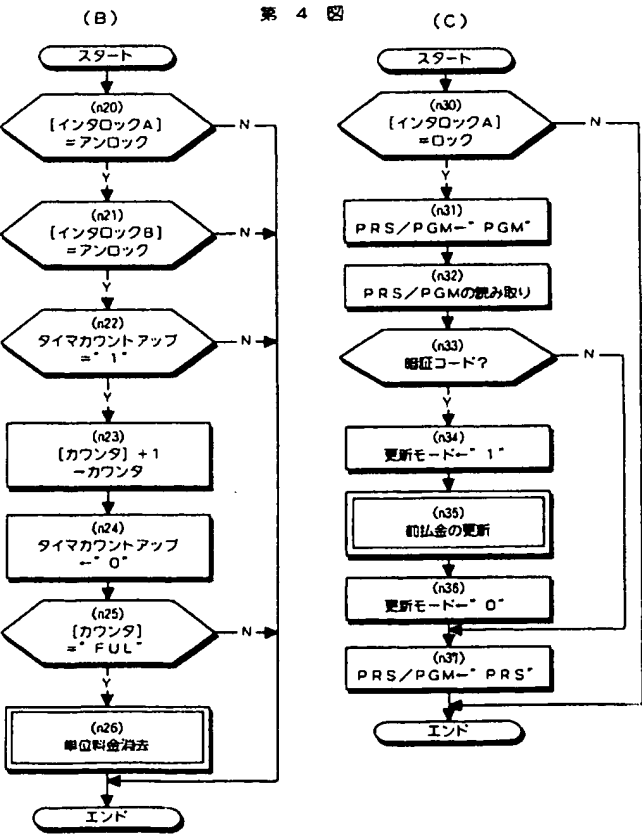 第 4 図
(B)
スタート
(n20)
[インタロックA]
=アンロック
N
Y
(n21)
[インタロックB]
=アンロック
N
Y
(n22)
タイマカウントアップ
=" 1"
N
Y
(n23)
[カウンタ] +1
→カウンタ
(n24)
タイマカウントアップ
←" 0"
(n25)
[カウンタ]
=" FUL"
N
Y
(n26)
単位料金消去
エンド
(C)
スタート
(n30)
[インタロックA]
=ロック
N
Y
(n31)
PRS/PGM←" PGM"
(n32)
PRS/PGMの読み取り
(n33)
暗証コード?
N
Y
(n34)
更新モード←" 1"
(n35)
前払金の更新
(n36)
更新モード←" 0"
(n37)
PRS/PGM←" PRS"
エンド